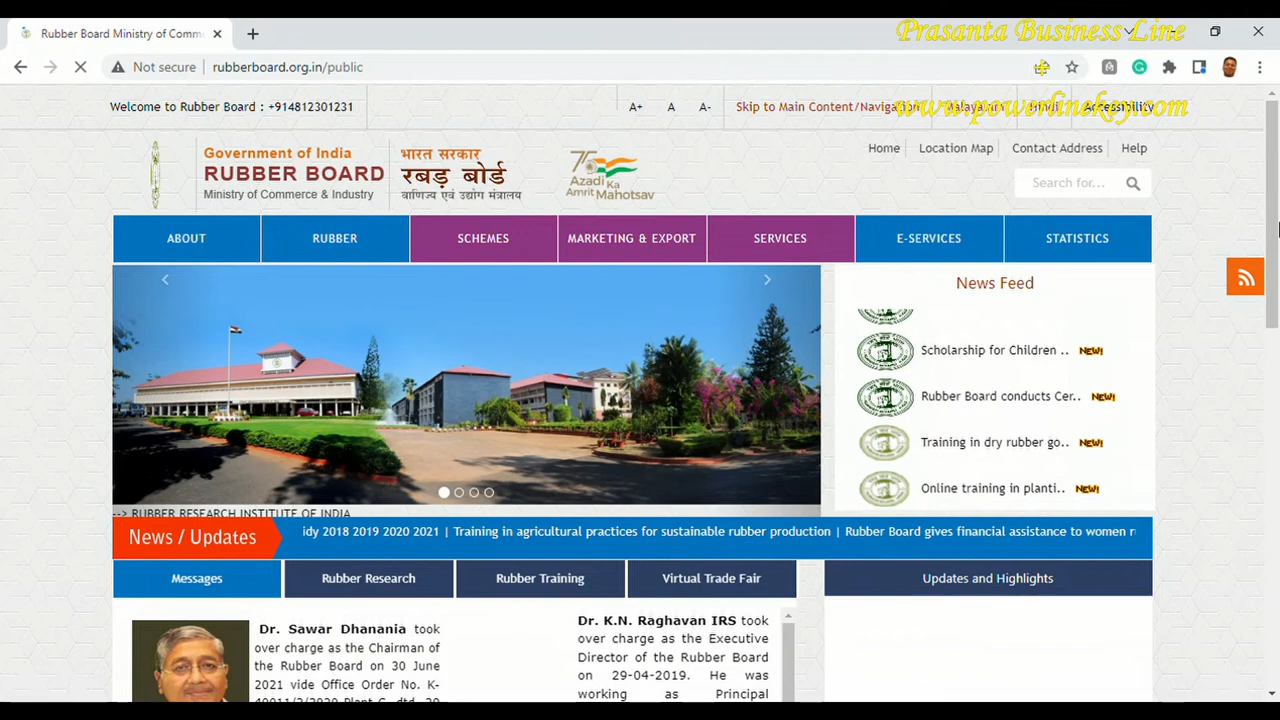 Rubber Board Ministry of Comm
Prasanta Business Line
Not secure
rubberboard.org.in/public
Welcome to Rubber Board : +914812301231
A+ A A-
Skip to Main Content/Navigation
Malayalam
Hindi
Accessibility
www.powerlinekey.com
Government of India
RUBBER BOARD
Ministry of Commerce & Industry
भारत सरकार
रबड़ बोर्ड
वाणिज्य एवं उद्योग मंत्रालय
75
Azadi Ka
Amrit Mahotsav
Home Location Map Contact Address Help
Search for...
ABOUT RUBBER SCHEMES MARKETING & EXPORT SERVICES E-SERVICES STATISTICS
News Feed
Scholarship for Children .. NEW!
Rubber Board conducts Cer.. NEW!
Training in dry rubber go.. NEW!
Online training in planti.. NEW!
--> RUBBER RESEARCH INSTITUTE OF INDIA
News / Updates
idy 2018 2019 2020 2021 | Training in agricultural practices for sustainable rubber production | Rubber Board gives financial assistance to women r
Messages Rubber Research Rubber Training Virtual Trade Fair
Updates and Highlights
Dr. Sawar Dhanania took
over charge as the Chairman of
the Rubber Board on 30 June
2021 vide Office Order No. K-
Dr. K.N. Raghavan IRS took
over charge as the Executive
Director of the Rubber Board
on 29-04-2019. He was
working as Principal